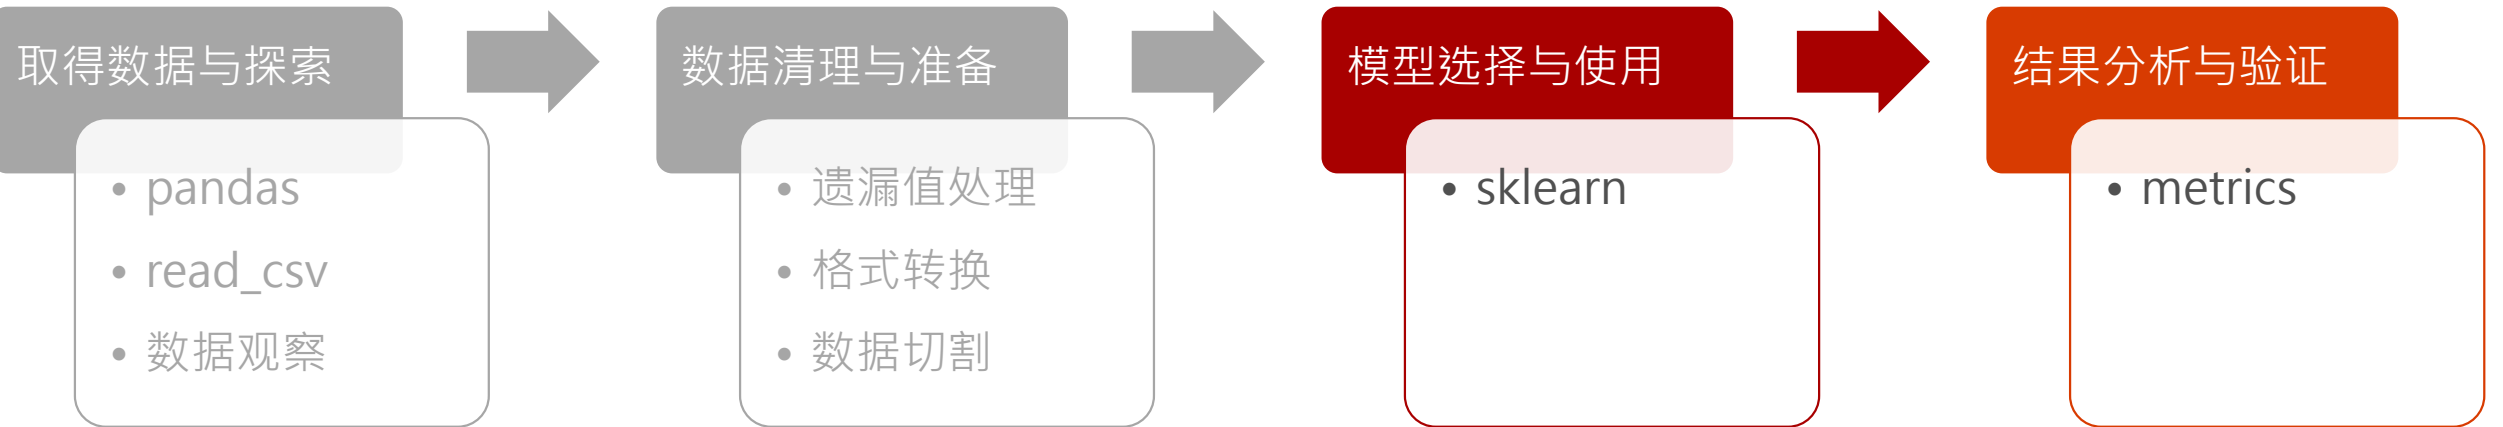 取得数据与探索
• pandas
• read_csv
• 数据观察
数据清理与准备
• 遗漏值处理
• 格式转换
• 数据切割
模型选择与使用
• sklearn
结果分析与验证
• metrics